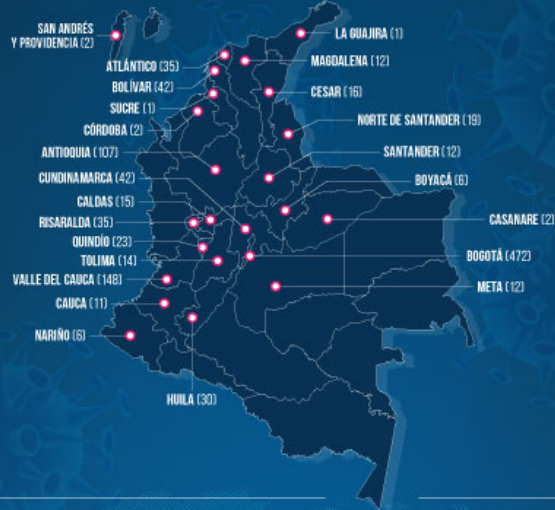 SAN ANDRÉS
Y PROVIDENCIA (2)
LA GUAJIRA (1)
ATLÁNTICO (35)
MAGDALENA (12)
BOLÍVAR (42)
CESAR (16)
SUCRE (1)
NORTE DE SANTANDER (19)
CÓRDOBA (2)
ANTIOQUIA (107)
SANTANDER (12)
CUNDINAMARCA (42)
BOYACÁ (6)
CALDAS (15)
RISARALDA (35)
CASANARE (2)
QUINDÍO (23)
TOLIMA (14)
BOGOTÁ (472)
VALLE DEL CAUCA (148)
META (12)
CAUCA (11)
NARIÑO (6)
HUILA (30)